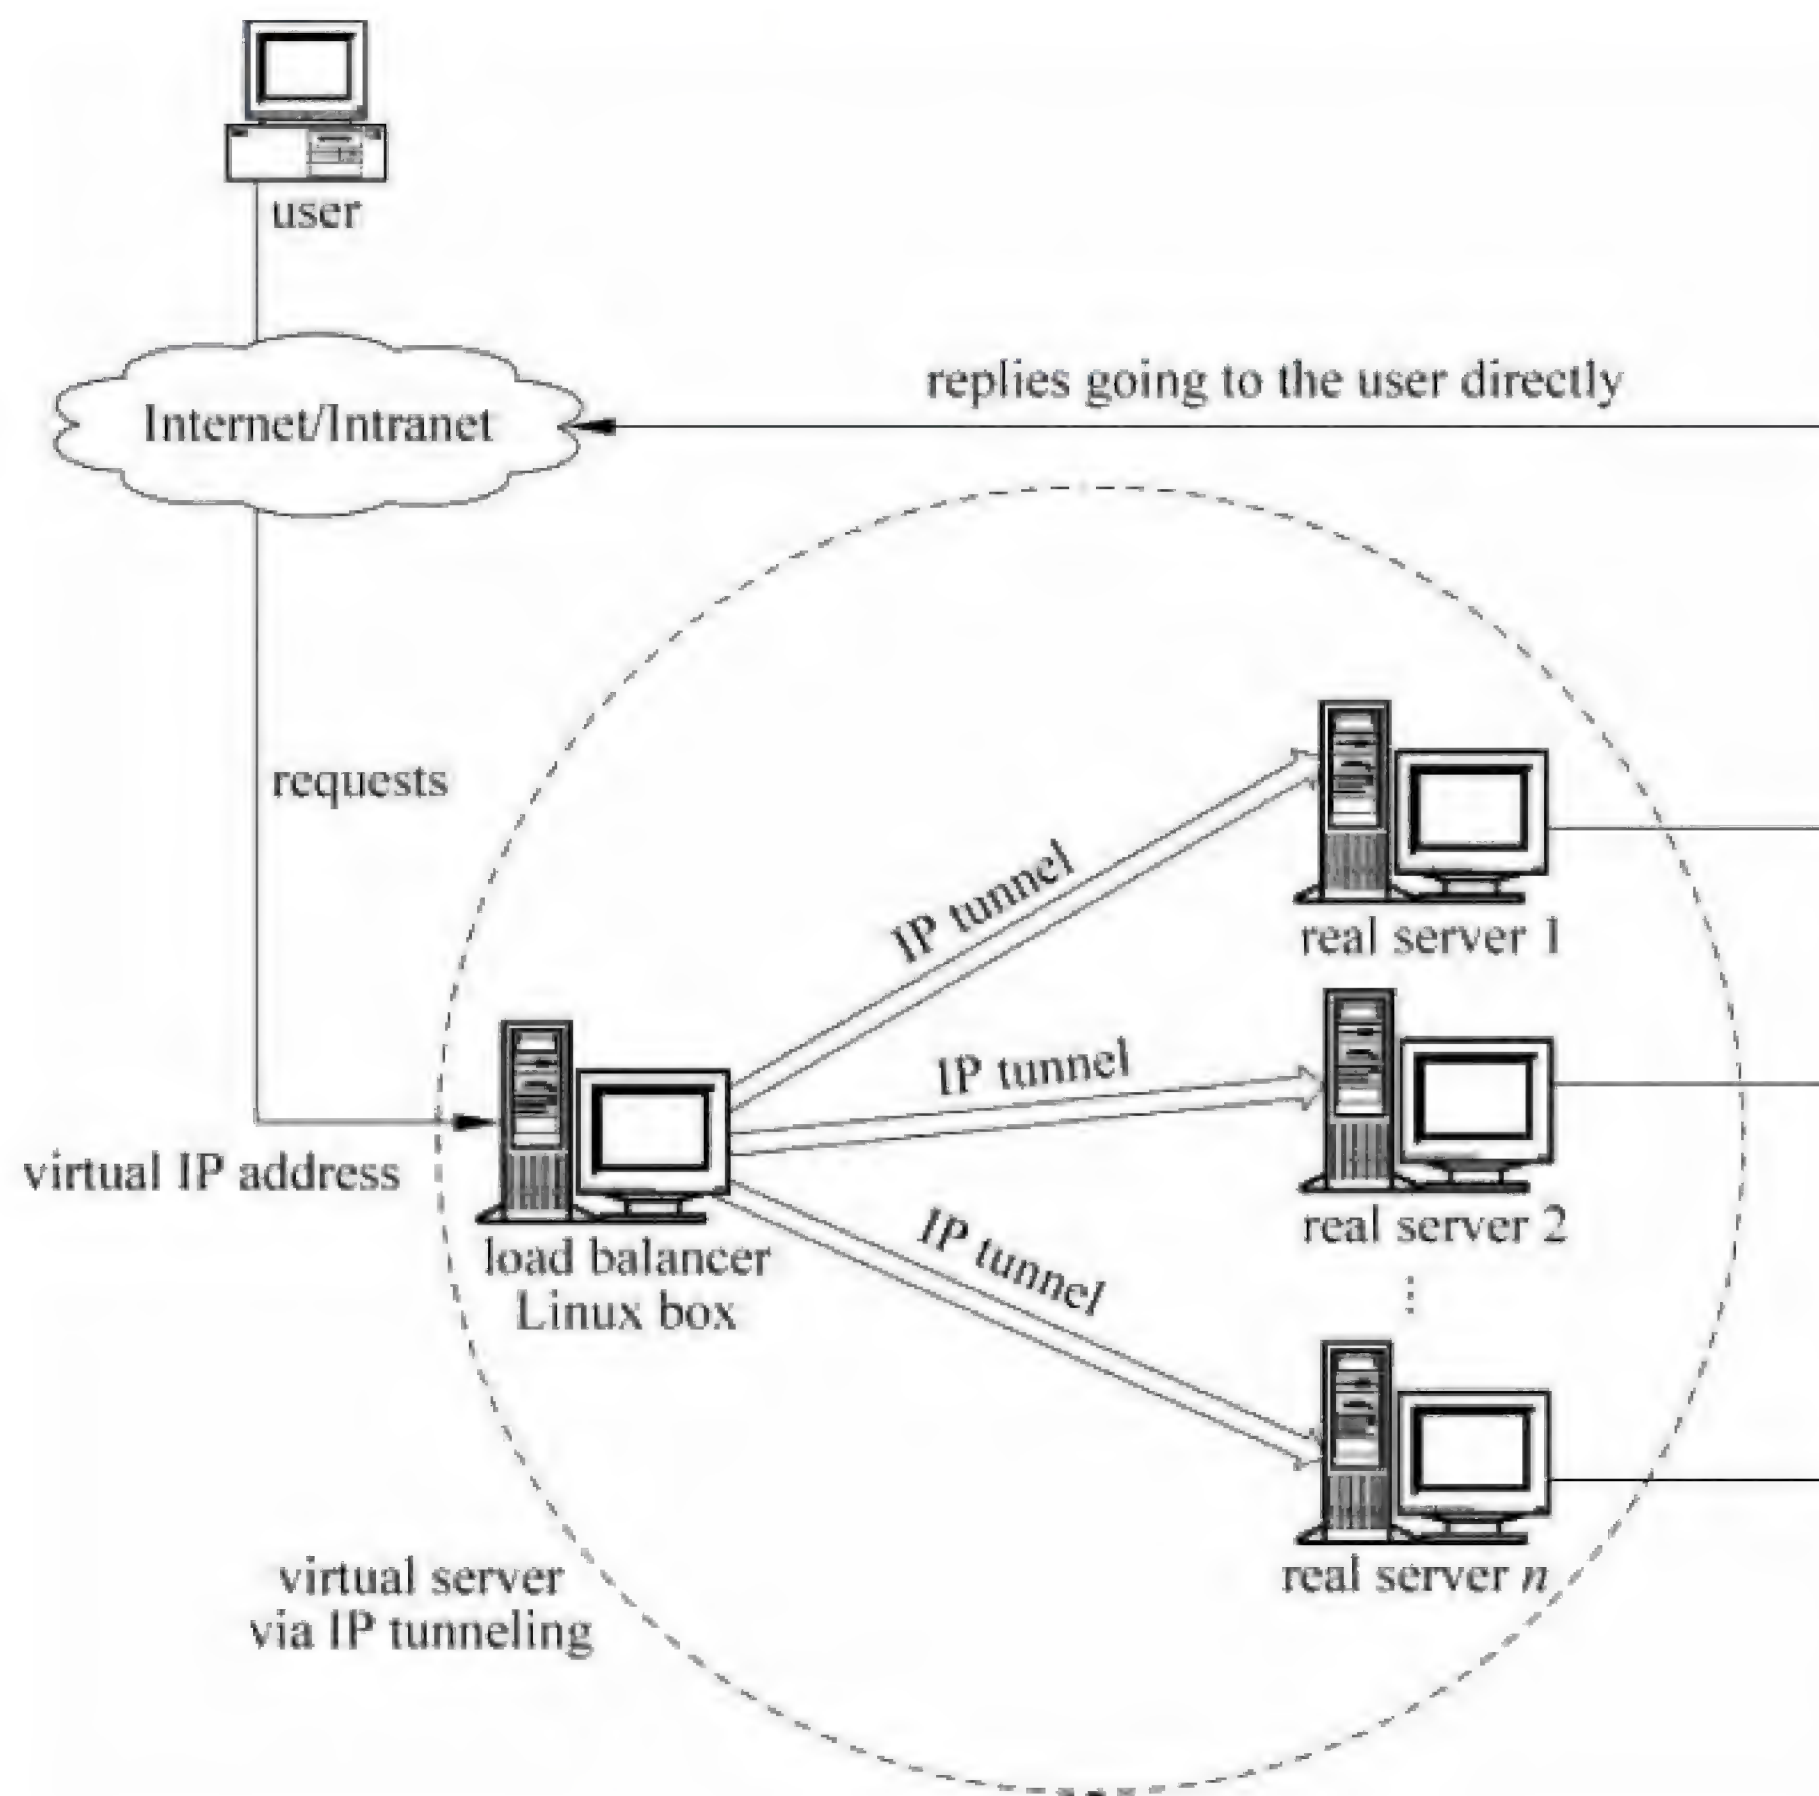 user
Internet/Intranet
replies going to the user directly
requests
IP tunnel
real server 1
IP tunnel
virtual IP address
load balancer
Linux box
real server 2
IP tunnel
real server n
virtual server
via IP tunneling